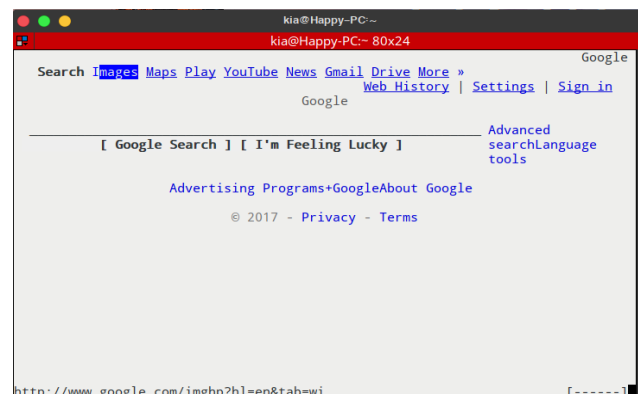 kia@Happy-PC:~
kia@Happy-PC:~ 80x24
Google
Search Images Maps Play YouTube News Gmail Drive More »
Web History | Settings | Sign in
Google
Advanced
[ Google Search ] [ I'm Feeling Lucky ] searchLanguage
tools
Advertising Programs+GoogleAbout Google
© 2017 - Privacy - Terms
http://www.google.com/imghp?hl=en&tab=wi [------]